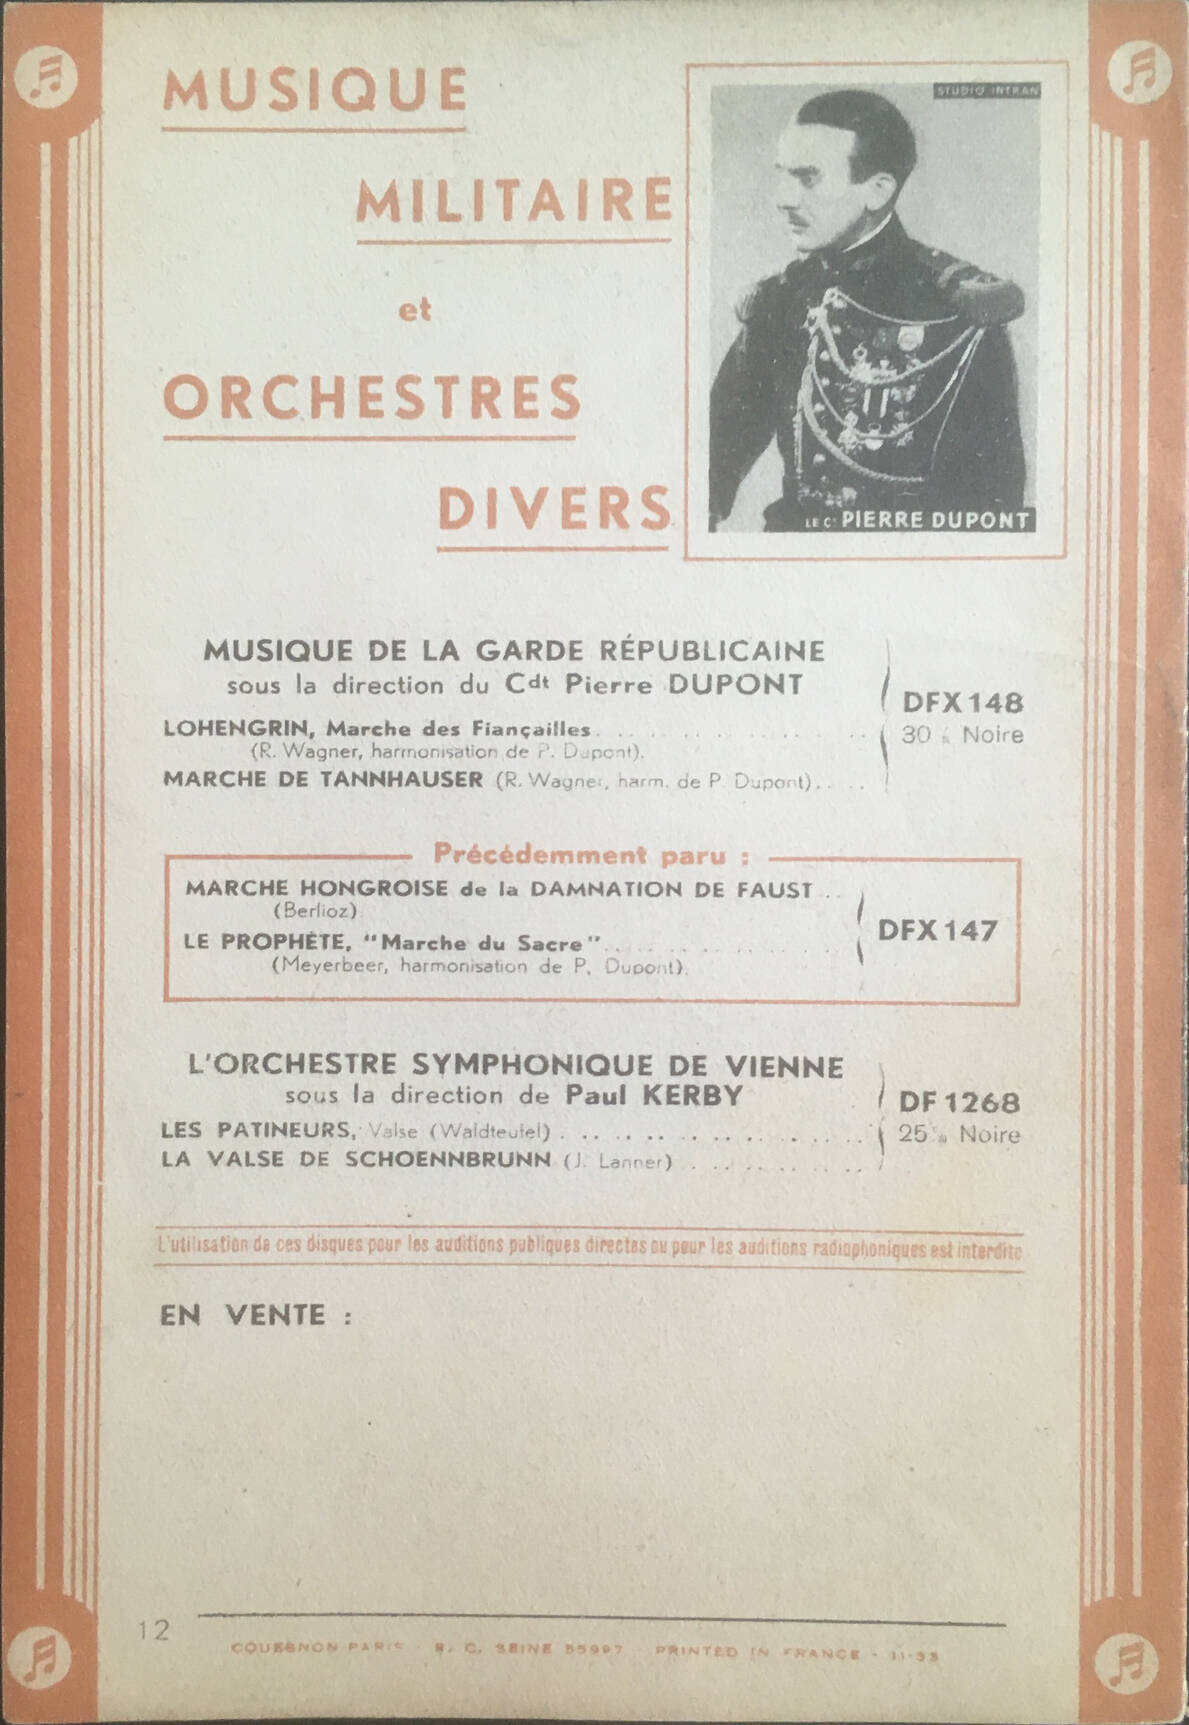 MUSIQUE
MILITAIRE
et
ORCHESTRES
DIVERS
STUDIO INTRAN
LE Ct PIERRE DUPONT
MUSIQUE DE LA GARDE RÉPUBLICAINE
sous la direction du Cdt Pierre DUPONT
LOHENGRIN, Marche des Fiançailles
(R. Wagner, harmonisation de P. Dupont).
MARCHE DE TANNHAUSER (R. Wagner, harm. de P. Dupont)
DFX 148
30 Noire
Précédemment paru :
MARCHE HONGROISE de la DAMNATION DE FAUST
(Berlioz)
LE PROPHÈTE, "Marche du Sacre"
(Meyerbeer, harmonisation de P. Dupont).
DFX 147
L'ORCHESTRE SYMPHONIQUE DE VIENNE
sous la direction de Paul KERBY
LES PATINEURS, Valse (Waldteufel)
LA VALSE DE SCHOENNBRUNN (J. Lanner)
DF 1268
25 Noire
L'utilisation de ces disques pour les auditions publiques directes ou pour les auditions radiophoniques est interdite
EN VENTE :
12
COUESNON PARIS - R. C. SEINE 55997 - PRINTED IN FRANCE - 11-33